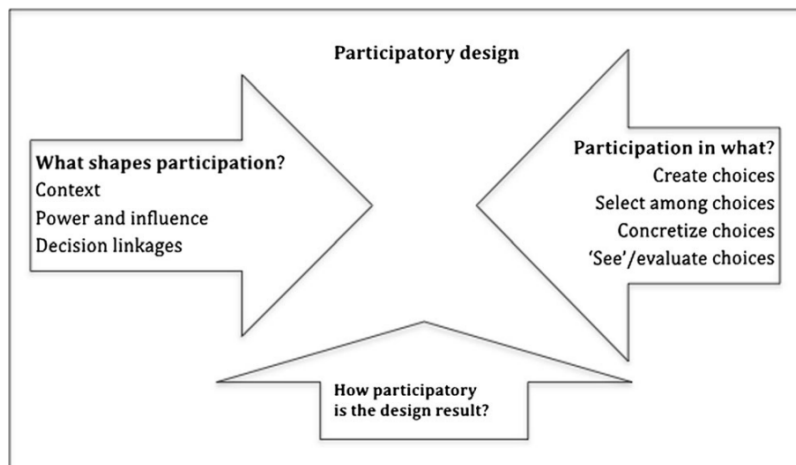 Participatory design
What shapes participation?
Context
Power and influence
Decision linkages
Participation in what?
Create choices
Select among choices
Concretize choices
‘See’/evaluate choices
How participatory
is the design result?